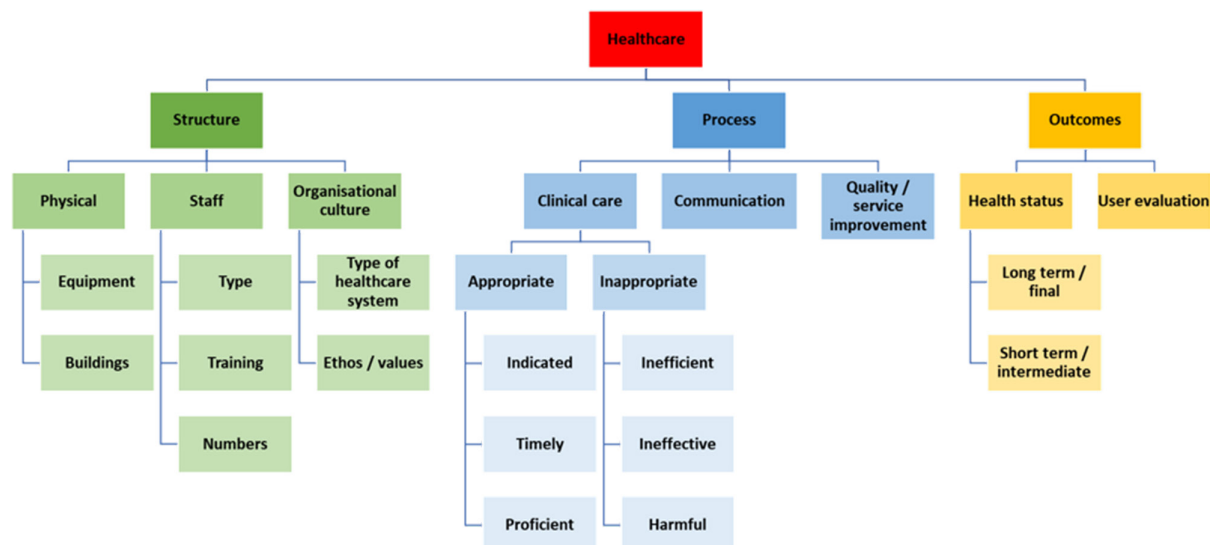 Healthcare
Structure
Process
Outcomes
Physical
Staff
Organisational
culture
Clinical care
Communication
Quality /
service
improvement
Health status
User evaluation
Equipment
Type
Type of
healthcare
system
Appropriate
Inappropriate
Long term /
final
Buildings
Training
Ethos / values
Indicated
Inefficient
Short term /
intermediate
Numbers
Timely
Ineffective
Proficient
Harmful